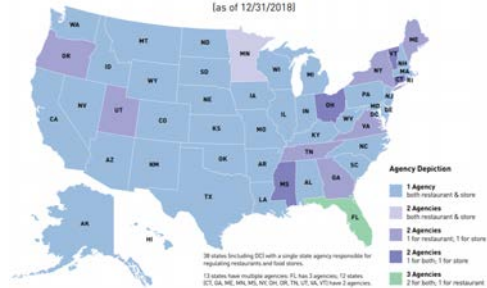 (as of 12/31/2018)
WA
MT
ND
MN
ME
VT
OR
ID
SD
WI
MI
NY
NH
MA
CT
RI
WY
NE
IA
PA
NJ
OH
MD
DE
DC
NV
UT
CO
IL
IN
WV
VA
CA
KS
MO
KY
NC
TN
AZ
NM
OK
AR
SC
MS
AL
GA
TX
LA
FL
AK
HI
Agency Depiction
1 Agency
both restaurant & store
2 Agencies
both restaurant & store
2 Agencies
1 for restaurant, 1 for store
2 Agencies
1 for both; 1 for store
3 Agencies
2 for both; 1 for restaurant
38 states (including DC) with a single state agency responsible for
regulating restaurants and food stores.
13 states have multiple agencies. FL has 3 agencies; 12 states
(CT, GA, ME, MN, MS, NY, OH, OR, TN, UT, VA, VT) have 2 agencies.